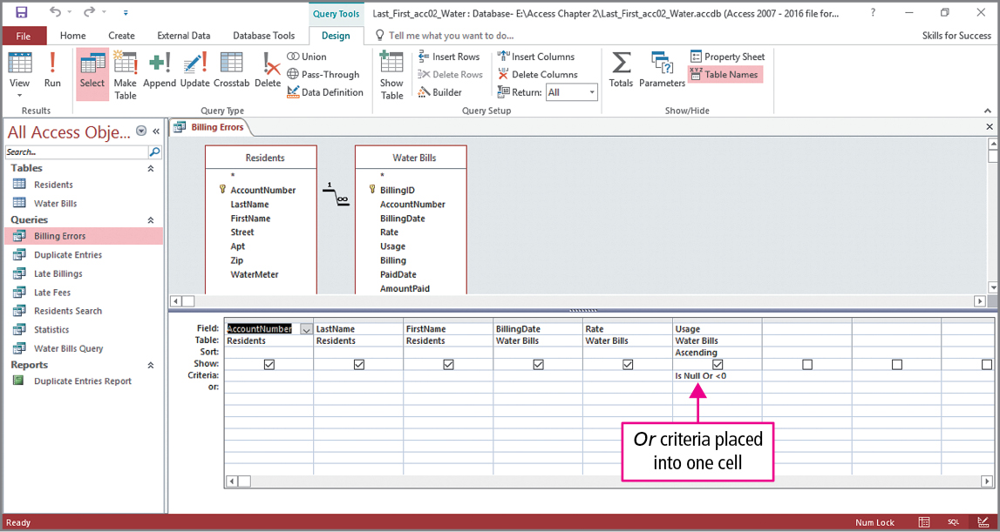 Query Tools
Last_First_acc02_Water : Database- E:\Access Chapter 2\Last_First_acc02_Water.accdb (Access 2007 - 2016 file for...
?
File
Home
Create
External Data
Database Tools
Design
Tell me what you want to do...
Skills for Success
View
Run
Select
Make Table
Append
Update
Crosstab
Delete
Union
Pass-Through
Data Definition
Show Table
Insert Rows
Delete Rows
Builder
Insert Columns
Delete Columns
Return: All
Totals
Parameters
Property Sheet
XYZ Table Names
Results
Query Type
Query Setup
Show/Hide
All Access Obje...
Search...
Tables
Residents
Water Bills
Queries
Billing Errors
Duplicate Entries
Late Billings
Late Fees
Residents Search
Statistics
Water Bills Query
Reports
Duplicate Entries Report
Billing Errors
Residents
*
AccountNumber
LastName
FirstName
Street
Apt
Zip
WaterMeter
1
∞
Water Bills
*
BillingID
AccountNumber
BillingDate
Rate
Usage
Billing
PaidDate
AmountPaid
Field: AccountNumber LastName FirstName BillingDate Rate Usage
Table: Residents Residents Residents Water Bills Water Bills Water Bills
Sort: Ascending
Show:
Criteria: Is Null Or <0
or:
Or criteria placed
into one cell
Ready
Num Lock
SQL